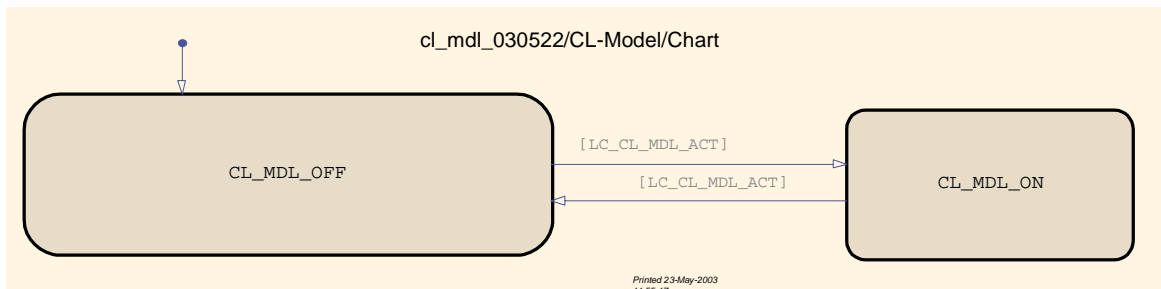 cl_mdl_030522/CL-Model/Chart
[LC_CL_MDL_ACT]
CL_MDL_OFF
[LC_CL_MDL_ACT]
CL_MDL_ON
Printed 23-May-2003